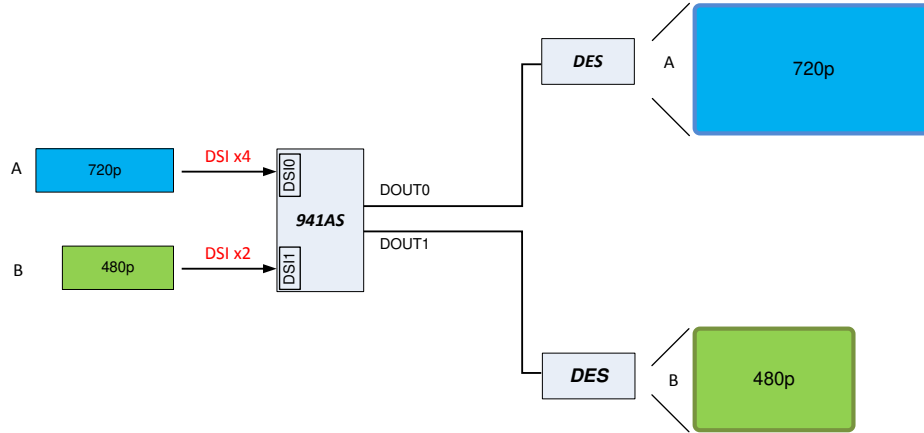 DES
A
720p
A
720p
DSI x4
DSI0
941AS
DOUT0
DOUT1
B
480p
DSI x2
DSI1
DES
B
480p